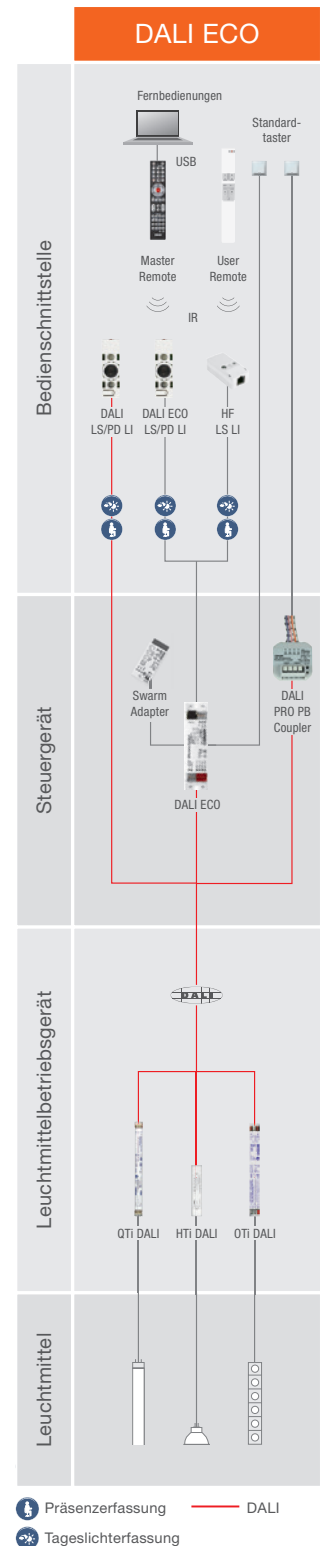 DALI ECO
Bedienschnittstelle
Fernbedienungen
Standard-
taster
USB
Master
Remote
User
Remote
IR
DALI
LS/PD LI
DALI ECO
LS/PD LI
HF
LS LI
Steuergerät
Swarm
Adapter
DALI
PRO PB
Coupler
DALI ECO
Leuchtmittelbetriebsgerät
DALI
QTi DALI
HTi DALI
OTi DALI
Leuchtmittel
Präsenzerfassung
DALI
Tageslichterfassung